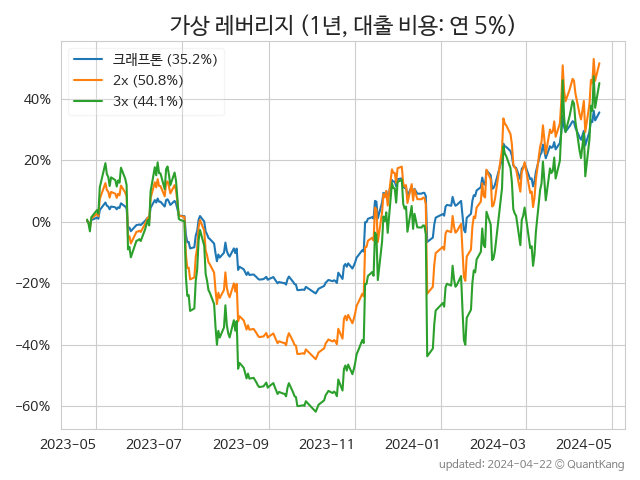 가상 레버리지 (1년, 대출 비용: 연 5%)
크래프톤 (35.2%)
2x (50.8%)
3x (44.1%)
40%
20%
0%
−20%
−40%
−60%
2023-05 2023-07 2023-09 2023-11 2024-01 2024-03 2024-05
updated: 2024-04-22 © QuantKang